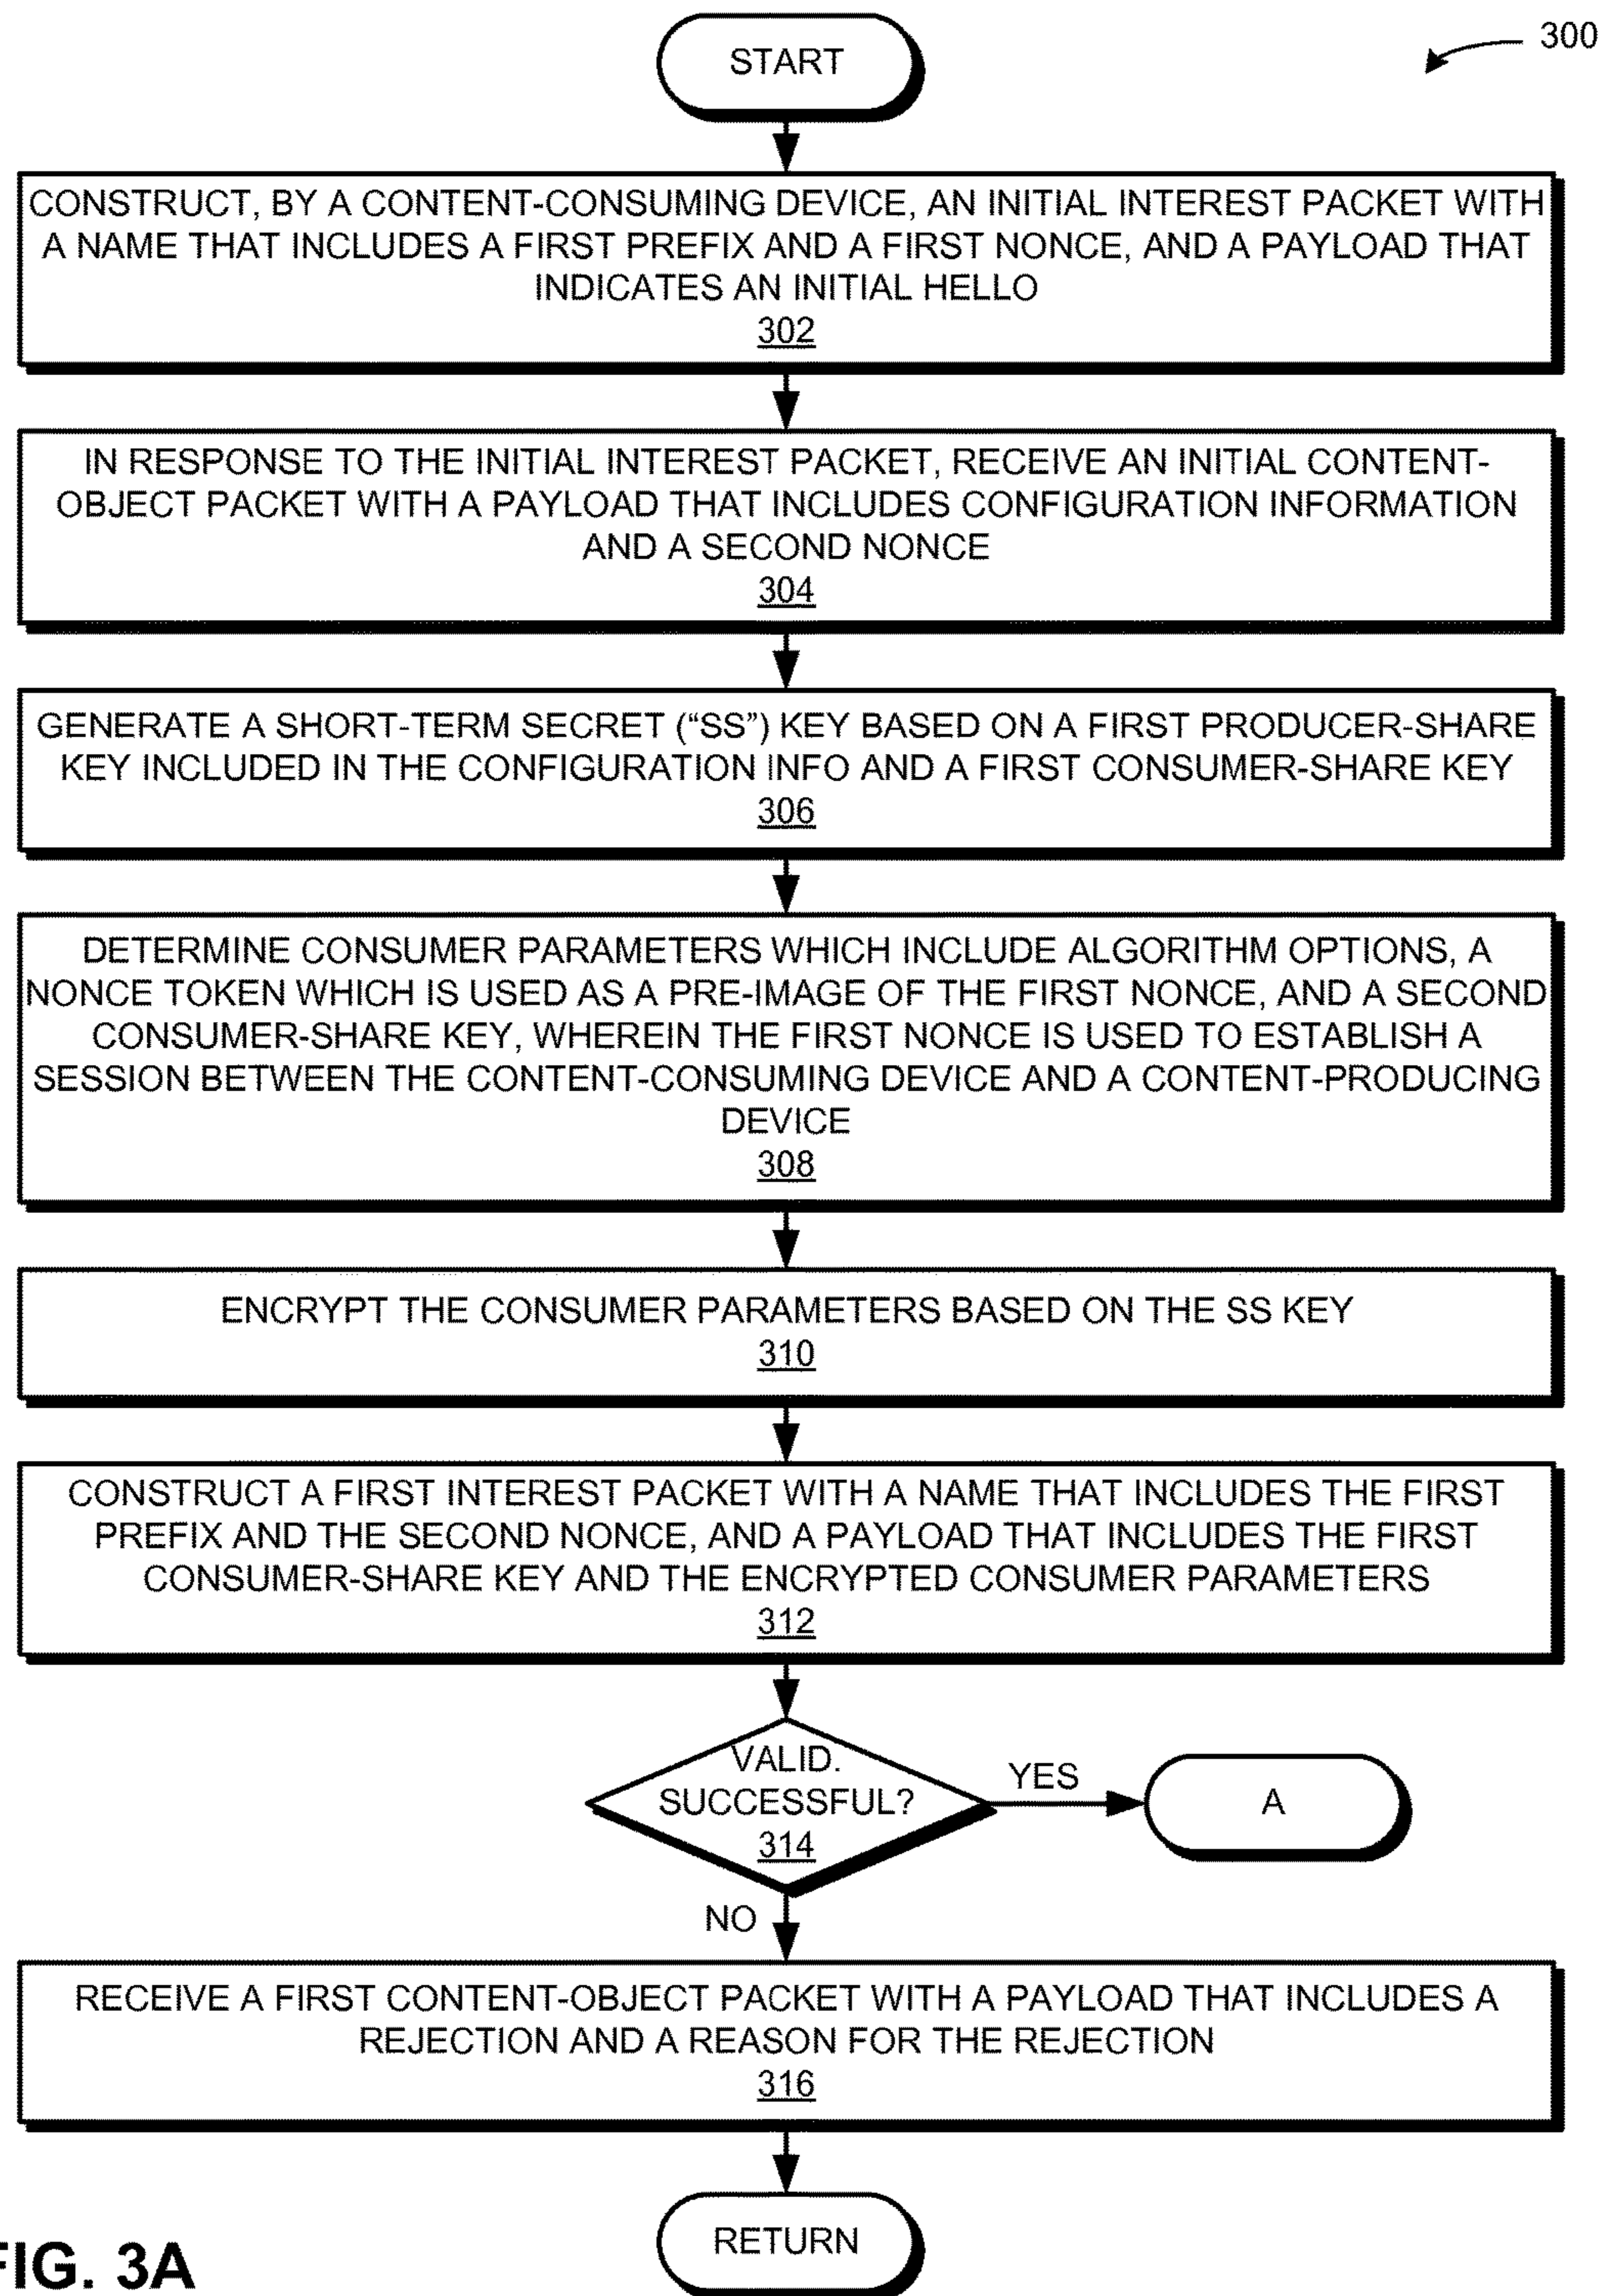 START
300
CONSTRUCT, BY A CONTENT-CONSUMING DEVICE, AN INITIAL INTEREST PACKET WITH
A NAME THAT INCLUDES A FIRST PREFIX AND A FIRST NONCE, AND A PAYLOAD THAT
INDICATES AN INITIAL HELLO
302
IN RESPONSE TO THE INITIAL INTEREST PACKET, RECEIVE AN INITIAL CONTENT-
OBJECT PACKET WITH A PAYLOAD THAT INCLUDES CONFIGURATION INFORMATION
AND A SECOND NONCE
304
GENERATE A SHORT-TERM SECRET (“SS”) KEY BASED ON A FIRST PRODUCER-SHARE
KEY INCLUDED IN THE CONFIGURATION INFO AND A FIRST CONSUMER-SHARE KEY
306
DETERMINE CONSUMER PARAMETERS WHICH INCLUDE ALGORITHM OPTIONS, A
NONCE TOKEN WHICH IS USED AS A PRE-IMAGE OF THE FIRST NONCE, AND A SECOND
CONSUMER-SHARE KEY, WHEREIN THE FIRST NONCE IS USED TO ESTABLISH A
SESSION BETWEEN THE CONTENT-CONSUMING DEVICE AND A CONTENT-PRODUCING
DEVICE
308
ENCRYPT THE CONSUMER PARAMETERS BASED ON THE SS KEY
310
CONSTRUCT A FIRST INTEREST PACKET WITH A NAME THAT INCLUDES THE FIRST
PREFIX AND THE SECOND NONCE, AND A PAYLOAD THAT INCLUDES THE FIRST
CONSUMER-SHARE KEY AND THE ENCRYPTED CONSUMER PARAMETERS
312
VALID.
SUCCESSFUL?
314
YES
A
NO
RECEIVE A FIRST CONTENT-OBJECT PACKET WITH A PAYLOAD THAT INCLUDES A
REJECTION AND A REASON FOR THE REJECTION
316
RETURN
FIG. 3A